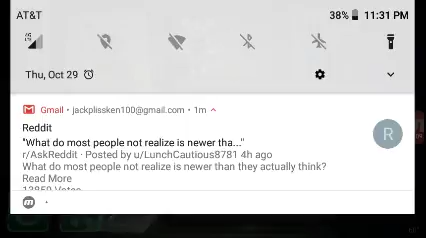 AT&T
38% 11:31 PM
Thu, Oct 29
Gmail • jackplissken100@gmail.com • 1m
Reddit
"What do most people not realize is newer tha..."
R
r/AskReddit · Posted by u/LunchCautious8781 4h ago
What do most people not realize is newer than they actually think?
Read More
13859 Votes